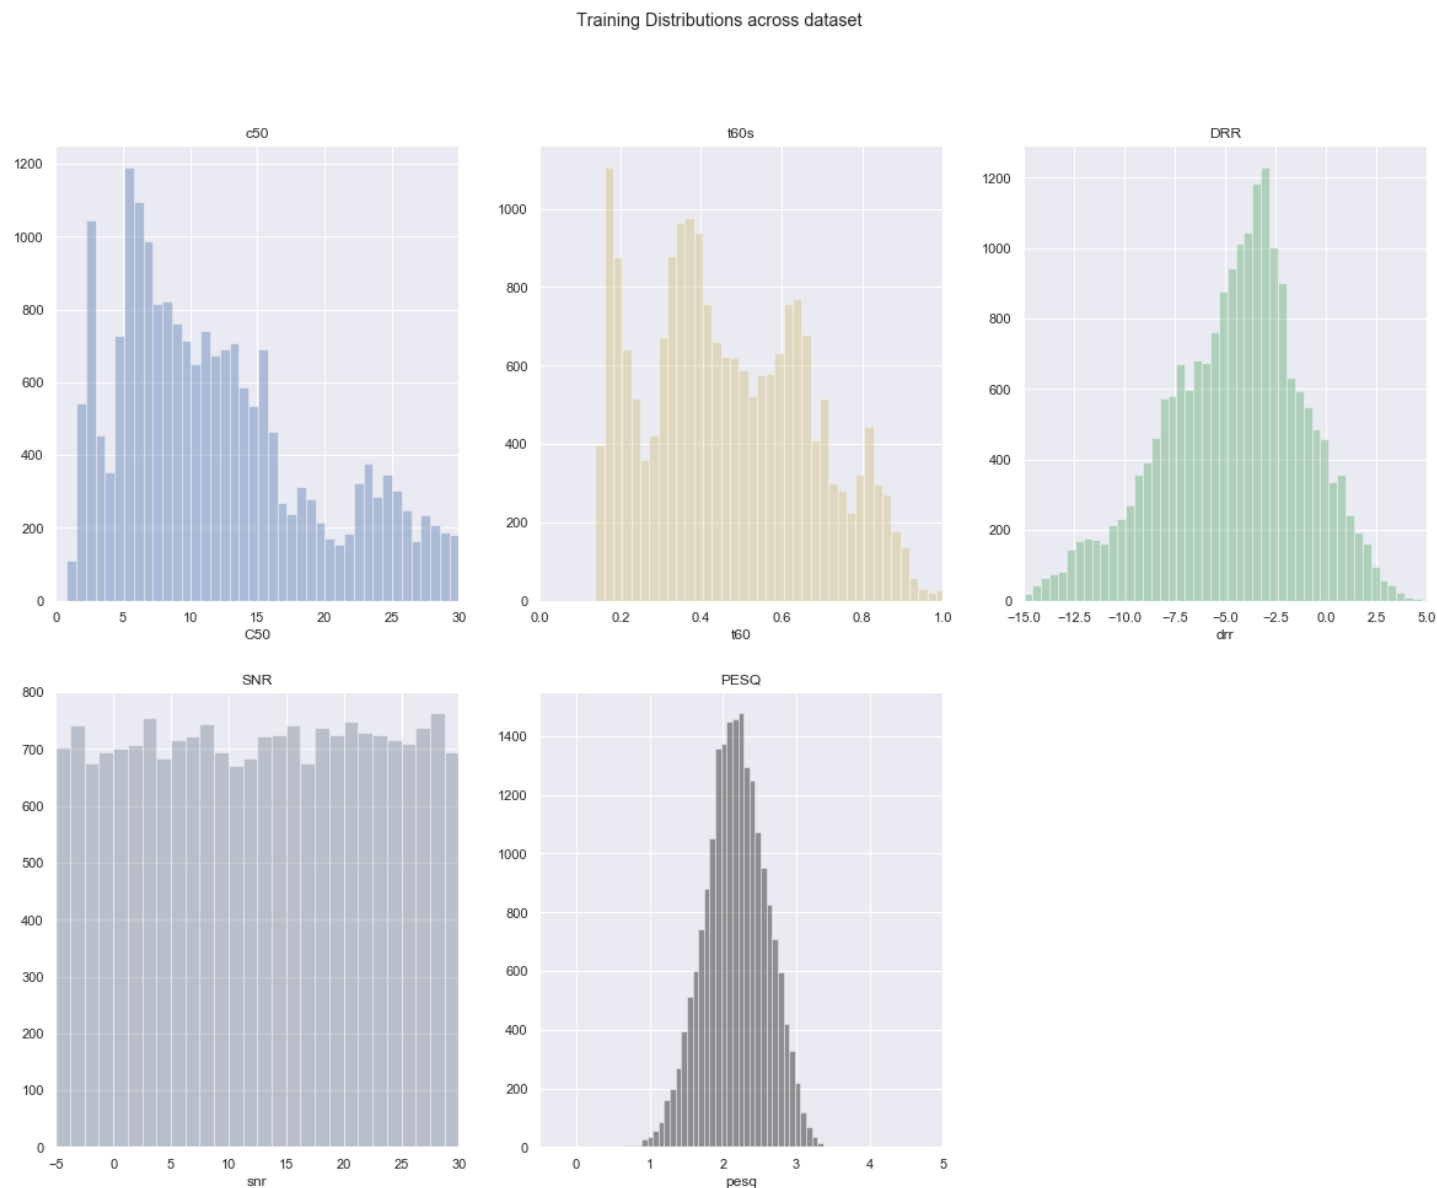 Training Distributions across dataset
c50
1200
1000
800
600
400
200
0
0 5 10 15 20 25 30
C50
t60s
1000
800
600
400
200
0
0.0 0.2 0.4 0.6 0.8 1.0
t60
DRR
1200
1000
800
600
400
200
0
−15.0 −12.5 −10.0 −7.5 −5.0 −2.5 0.0 2.5 5.0
drr
SNR
800
700
600
500
400
300
200
100
0
−5 0 5 10 15 20 25 30
snr
PESQ
1400
1200
1000
800
600
400
200
0
0 1 2 3 4 5
pesq